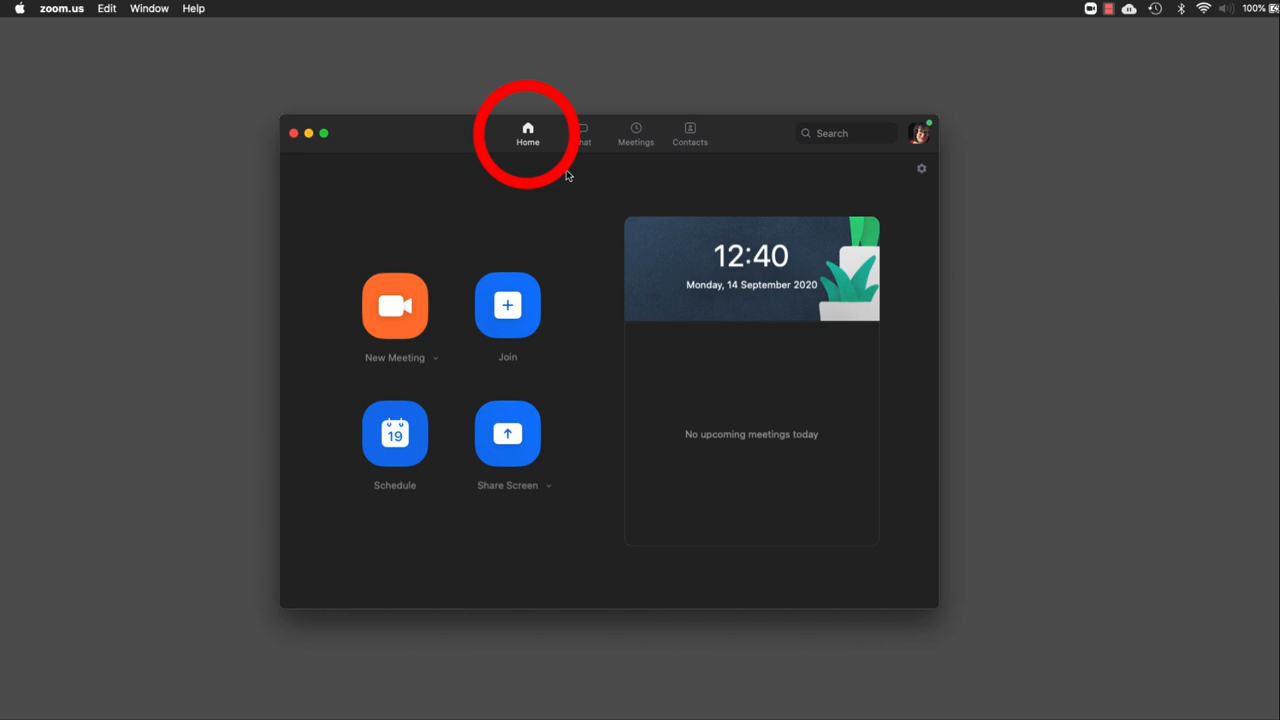 zoom.us Edit Window Help 100%
Home hat Meetings Contacts Search
12:40
Monday, 14 September 2020
New Meeting Join
19
Schedule Share Screen
No upcoming meetings today